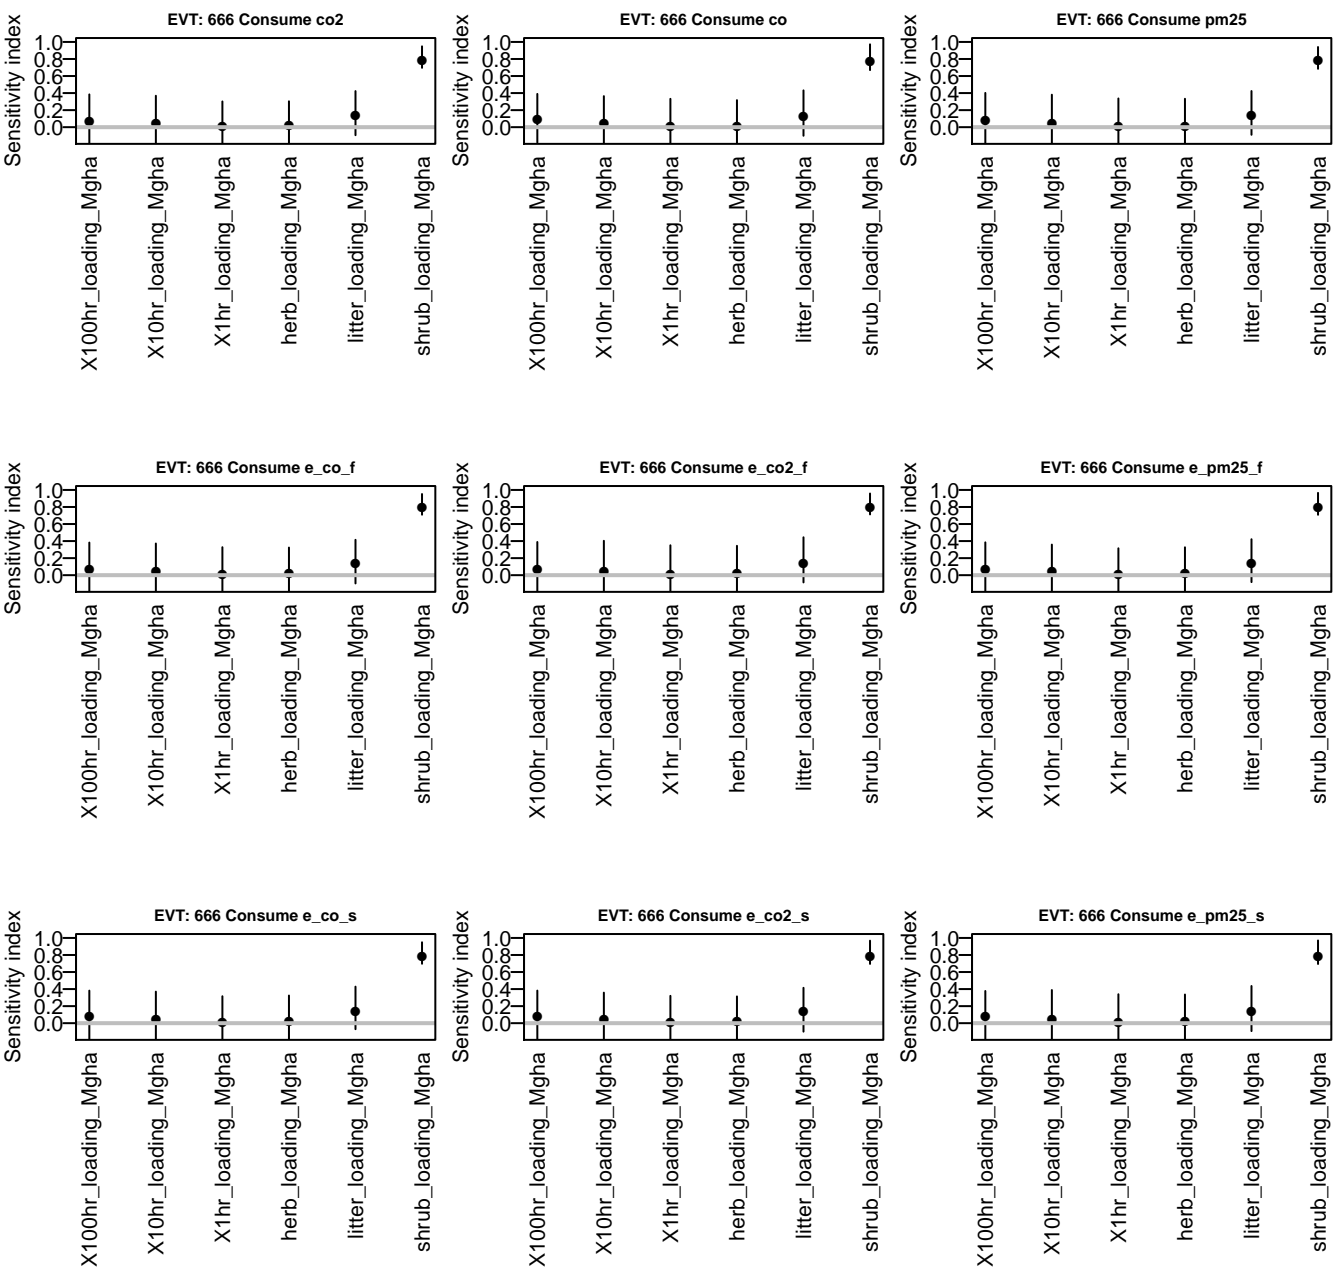 EVT: 666 Consume co2
Sensitivity index
1.0
0.8
0.6
0.4
0.2
0.0
X100hr_loading_Mgha
X10hr_loading_Mgha
X1hr_loading_Mgha
herb_loading_Mgha
litter_loading_Mgha
shrub_loading_Mgha
EVT: 666 Consume co
Sensitivity index
1.0
0.8
0.6
0.4
0.2
0.0
X100hr_loading_Mgha
X10hr_loading_Mgha
X1hr_loading_Mgha
herb_loading_Mgha
litter_loading_Mgha
shrub_loading_Mgha
EVT: 666 Consume pm25
Sensitivity index
1.0
0.8
0.6
0.4
0.2
0.0
X100hr_loading_Mgha
X10hr_loading_Mgha
X1hr_loading_Mgha
herb_loading_Mgha
litter_loading_Mgha
shrub_loading_Mgha
EVT: 666 Consume e_co_f
Sensitivity index
1.0
0.8
0.6
0.4
0.2
0.0
X100hr_loading_Mgha
X10hr_loading_Mgha
X1hr_loading_Mgha
herb_loading_Mgha
litter_loading_Mgha
shrub_loading_Mgha
EVT: 666 Consume e_co2_f
Sensitivity index
1.0
0.8
0.6
0.4
0.2
0.0
X100hr_loading_Mgha
X10hr_loading_Mgha
X1hr_loading_Mgha
herb_loading_Mgha
litter_loading_Mgha
shrub_loading_Mgha
EVT: 666 Consume e_pm25_f
Sensitivity index
1.0
0.8
0.6
0.4
0.2
0.0
X100hr_loading_Mgha
X10hr_loading_Mgha
X1hr_loading_Mgha
herb_loading_Mgha
litter_loading_Mgha
shrub_loading_Mgha
EVT: 666 Consume e_co_s
Sensitivity index
1.0
0.8
0.6
0.4
0.2
0.0
X100hr_loading_Mgha
X10hr_loading_Mgha
X1hr_loading_Mgha
herb_loading_Mgha
litter_loading_Mgha
shrub_loading_Mgha
EVT: 666 Consume e_co2_s
Sensitivity index
1.0
0.8
0.6
0.4
0.2
0.0
X100hr_loading_Mgha
X10hr_loading_Mgha
X1hr_loading_Mgha
herb_loading_Mgha
litter_loading_Mgha
shrub_loading_Mgha
EVT: 666 Consume e_pm25_s
Sensitivity index
1.0
0.8
0.6
0.4
0.2
0.0
X100hr_loading_Mgha
X10hr_loading_Mgha
X1hr_loading_Mgha
herb_loading_Mgha
litter_loading_Mgha
shrub_loading_Mgha